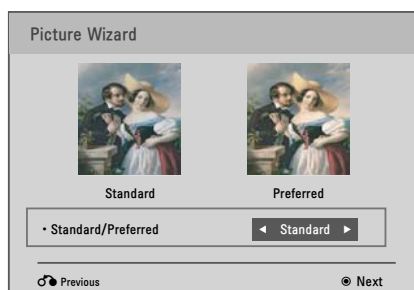 Picture Wizard
Standard Preferred
• Standard/Preferred ◄ Standard ►
Previous ◉ Next